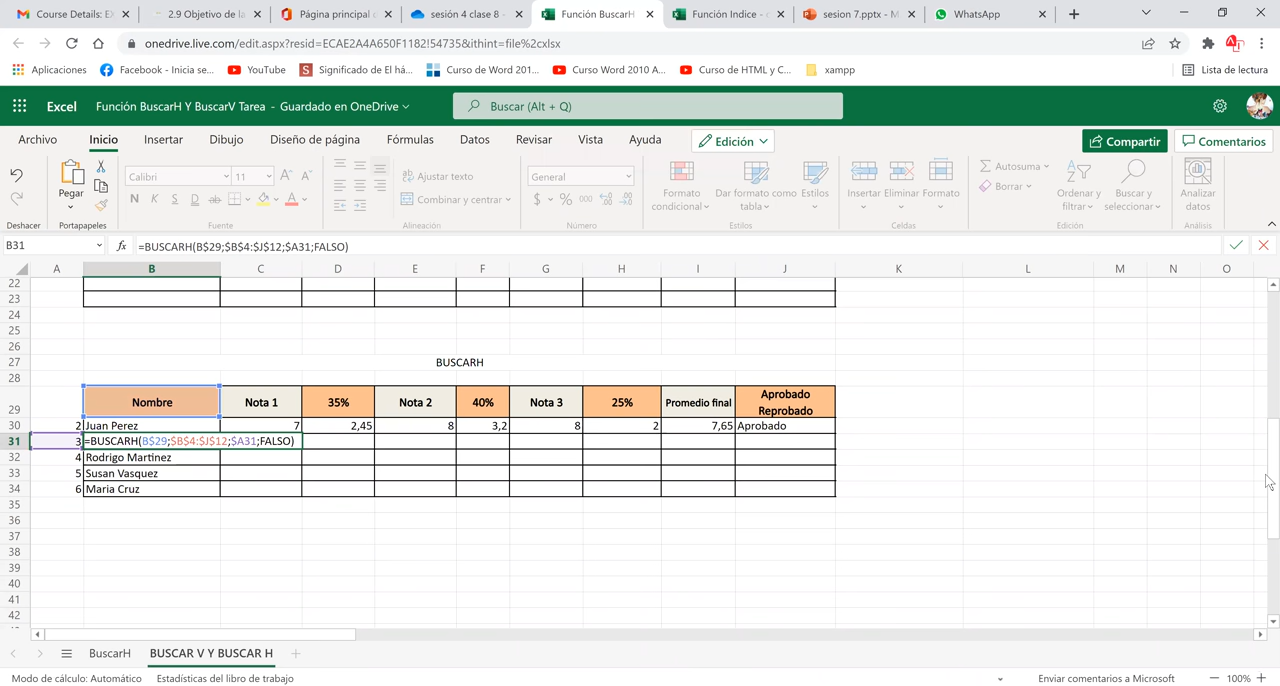 Course Details: EX
2.9 Objetivo de la
Página principal d
sesión 4 clase 8 -
Función BuscarH
Función Indice - d
sesion 7.pptx - M
WhatsApp
onedrive.live.com/edit.aspx?resid=ECAE2A4A650F1182!54735&ithint=file%2cxlsx
Aplicaciones
Facebook - Inicia se...
YouTube
Significado de El há...
Curso de Word 201...
Curso Word 2010 A...
Curso de HTML y C...
xampp
Lista de lectura
Excel
Función BuscarH Y BuscarV Tarea - Guardado en OneDrive
Buscar (Alt + Q)
Archivo Inicio Insertar Dibujo Diseño de página Fórmulas Datos Revisar Vista Ayuda
Edición
Compartir
Comentarios
Pegar
Calibri 11
N K S D ab
Ajustar texto
Combinar y centrar
General
$ % 000
Formato condicional
Dar formato como tabla
Estilos
Insertar Eliminar Formato
Autosuma
Borrar
Ordenar y filtrar
Buscar y seleccionar
Analizar datos
Deshacer Portapapeles Fuente Alineación Número Estilos Celdas Edición Análisis
B31 fx =BUSCARH(B$29;$B$4:$J$12;$A31;FALSO)
A B C D E F G H I J K L M N O
22
23
24
25
26
27 BUSCARH
28
29 Nombre Nota 1 35% Nota 2 40% Nota 3 25% Promedio final Aprobado Reprobado
30 2 Juan Perez 7 2,45 8 3,2 8 2 7,65 Aprobado
31 3 =BUSCARH(B$29;$B$4:$J$12;$A31;FALSO)
32 4 Rodrigo Martinez
33 5 Susan Vasquez
34 6 Maria Cruz
35
36
37
38
39
40
41
42
BuscarH
BUSCAR V Y BUSCAR H
Modo de cálculo: Automático
Estadísticas del libro de trabajo
Enviar comentarios a Microsoft
100%